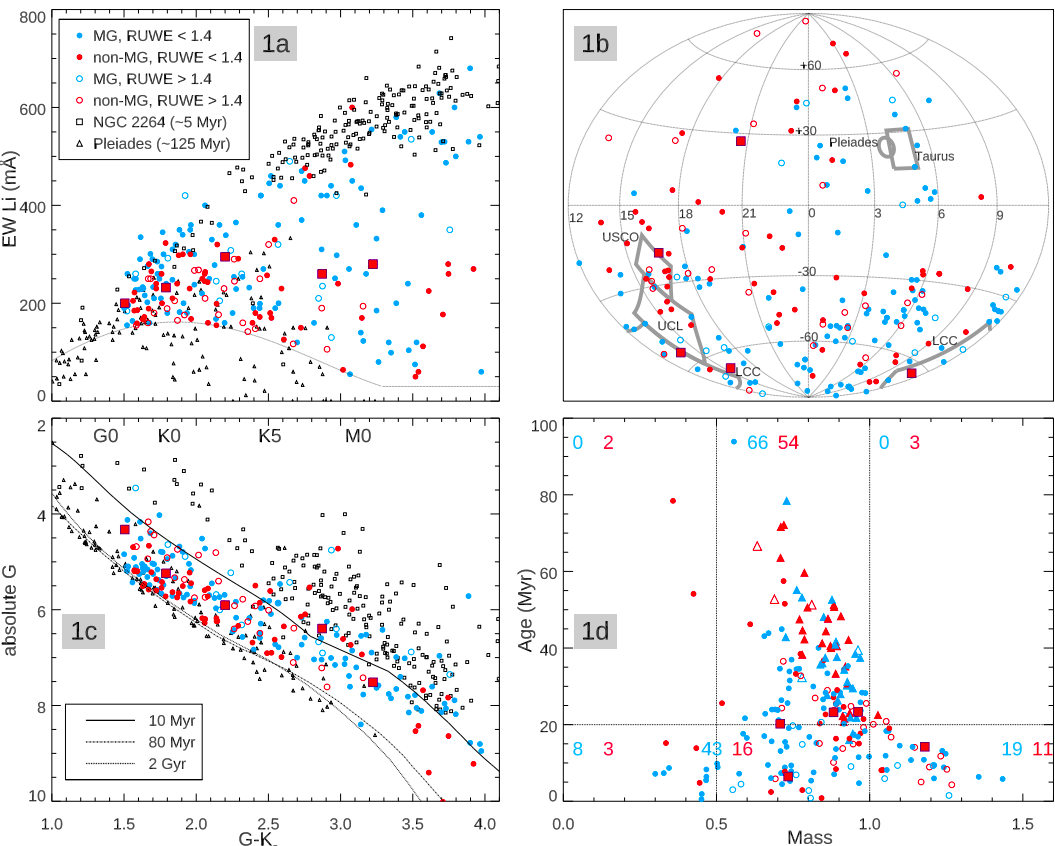 800
600
400
200
0
EW Li (mÅ)
1a
MG, RUWE < 1.4
non-MG, RUWE < 1.4
MG, RUWE > 1.4
non-MG, RUWE > 1.4
NGC 2264 (~5 Myr)
Pleiades (~125 Myr)
1b
+60
+30
Pleiades
Taurus
12 15 18 21 0 3 6 9
USCO
-30
UCL
-60
LCC
LCC
2
4
6
8
10
absolute G
G0 K0 K5 M0
1c
10 Myr
80 Myr
2 Gyr
1.0 1.5 2.0 2.5 3.0 3.5 4.0
100
80
60
40
20
0
Age (Myr)
0 2 66 54 0 3
1d
8 3 43 16 19 11
0.0 0.5 1.0 1.5
Mass